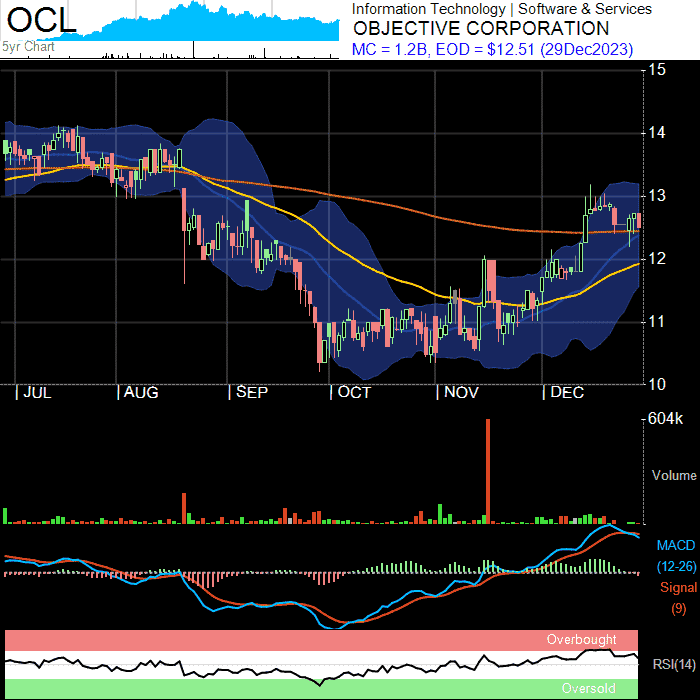 OCL
5yr Chart
Information Technology | Software & Services
OBJECTIVE CORPORATION
MC = 1.2B, EOD = $12.51 (29Dec2023)
15
14
13
12
11
10
| JUL | AUG | SEP | OCT | NOV | DEC
604k
Volume
MACD
(12-26)
Signal
(9)
Overbought
RSI(14)
Oversold